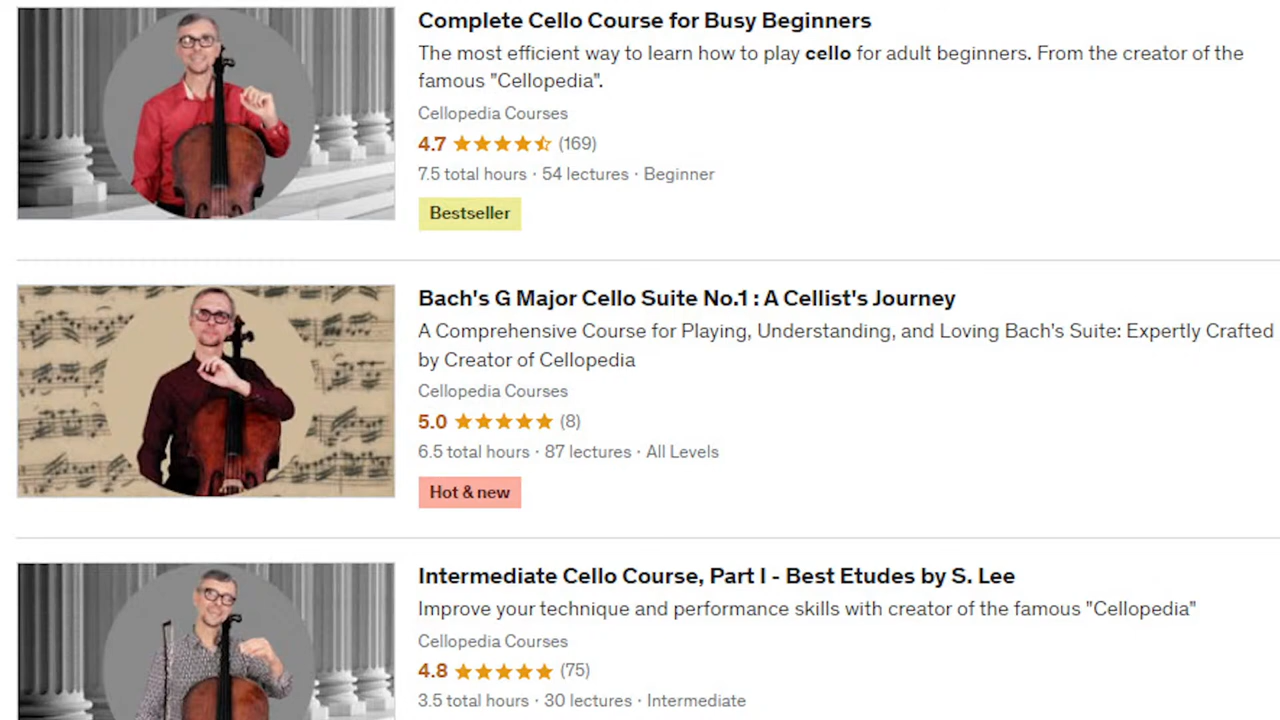 Complete Cello Course for Busy Beginners
The most efficient way to learn how to play cello for adult beginners. From the creator of the
famous "Cellopedia".
Cellopedia Courses
4.7 (169)
7.5 total hours · 54 lectures · Beginner
Bestseller
Bach's G Major Cello Suite No.1 : A Cellist's Journey
A Comprehensive Course for Playing, Understanding, and Loving Bach's Suite: Expertly Crafted
by Creator of Cellopedia
Cellopedia Courses
5.0 (8)
6.5 total hours · 87 lectures · All Levels
Hot & new
Intermediate Cello Course, Part I - Best Etudes by S. Lee
Improve your technique and performance skills with creator of the famous "Cellopedia"
Cellopedia Courses
4.8 (75)
3.5 total hours · 30 lectures · Intermediate